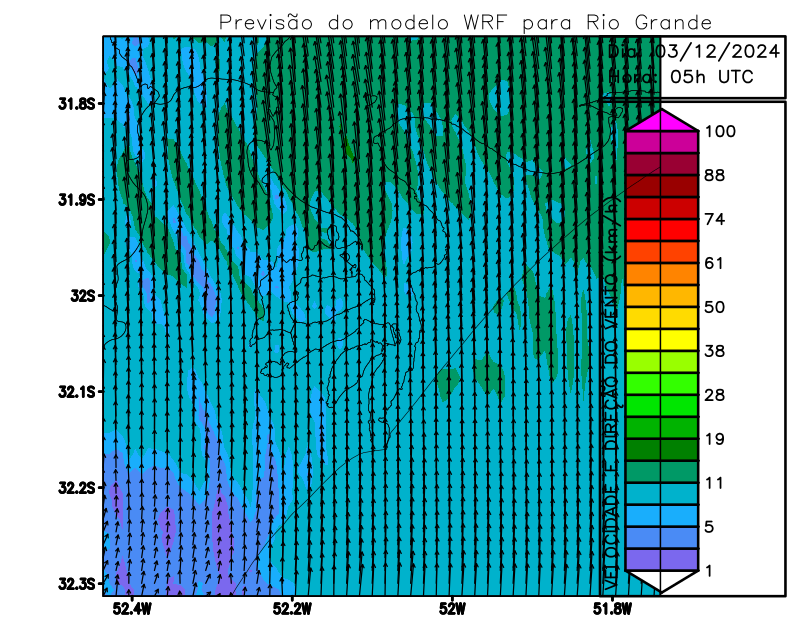 Previsão do modelo WRF para Rio Grande
Dia: 03/12/2024
Hora: 05h UTC
31.8S
31.9S
32S
32.1S
32.2S
32.3S
52.4W
52.2W
52W
51.8W
VELOCIDADE E DIREÇÃO DO VENTO (km/h)
100
88
74
61
50
38
28
19
11
5
1